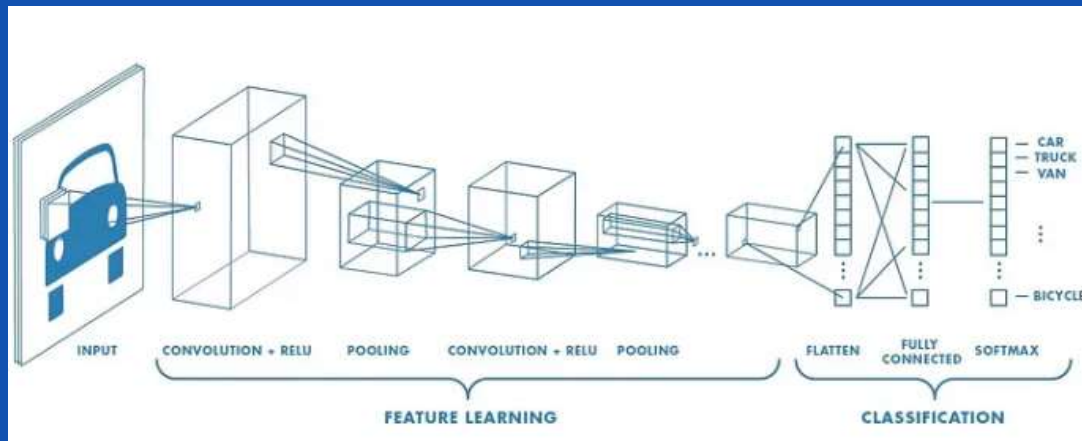 CAR
TRUCK
VAN
BICYCLE
INPUT
CONVOLUTION + RELU
POOLING
CONVOLUTION + RELU
POOLING
FLATTEN
FULLY
CONNECTED
SOFTMAX
FEATURE LEARNING
CLASSIFICATION